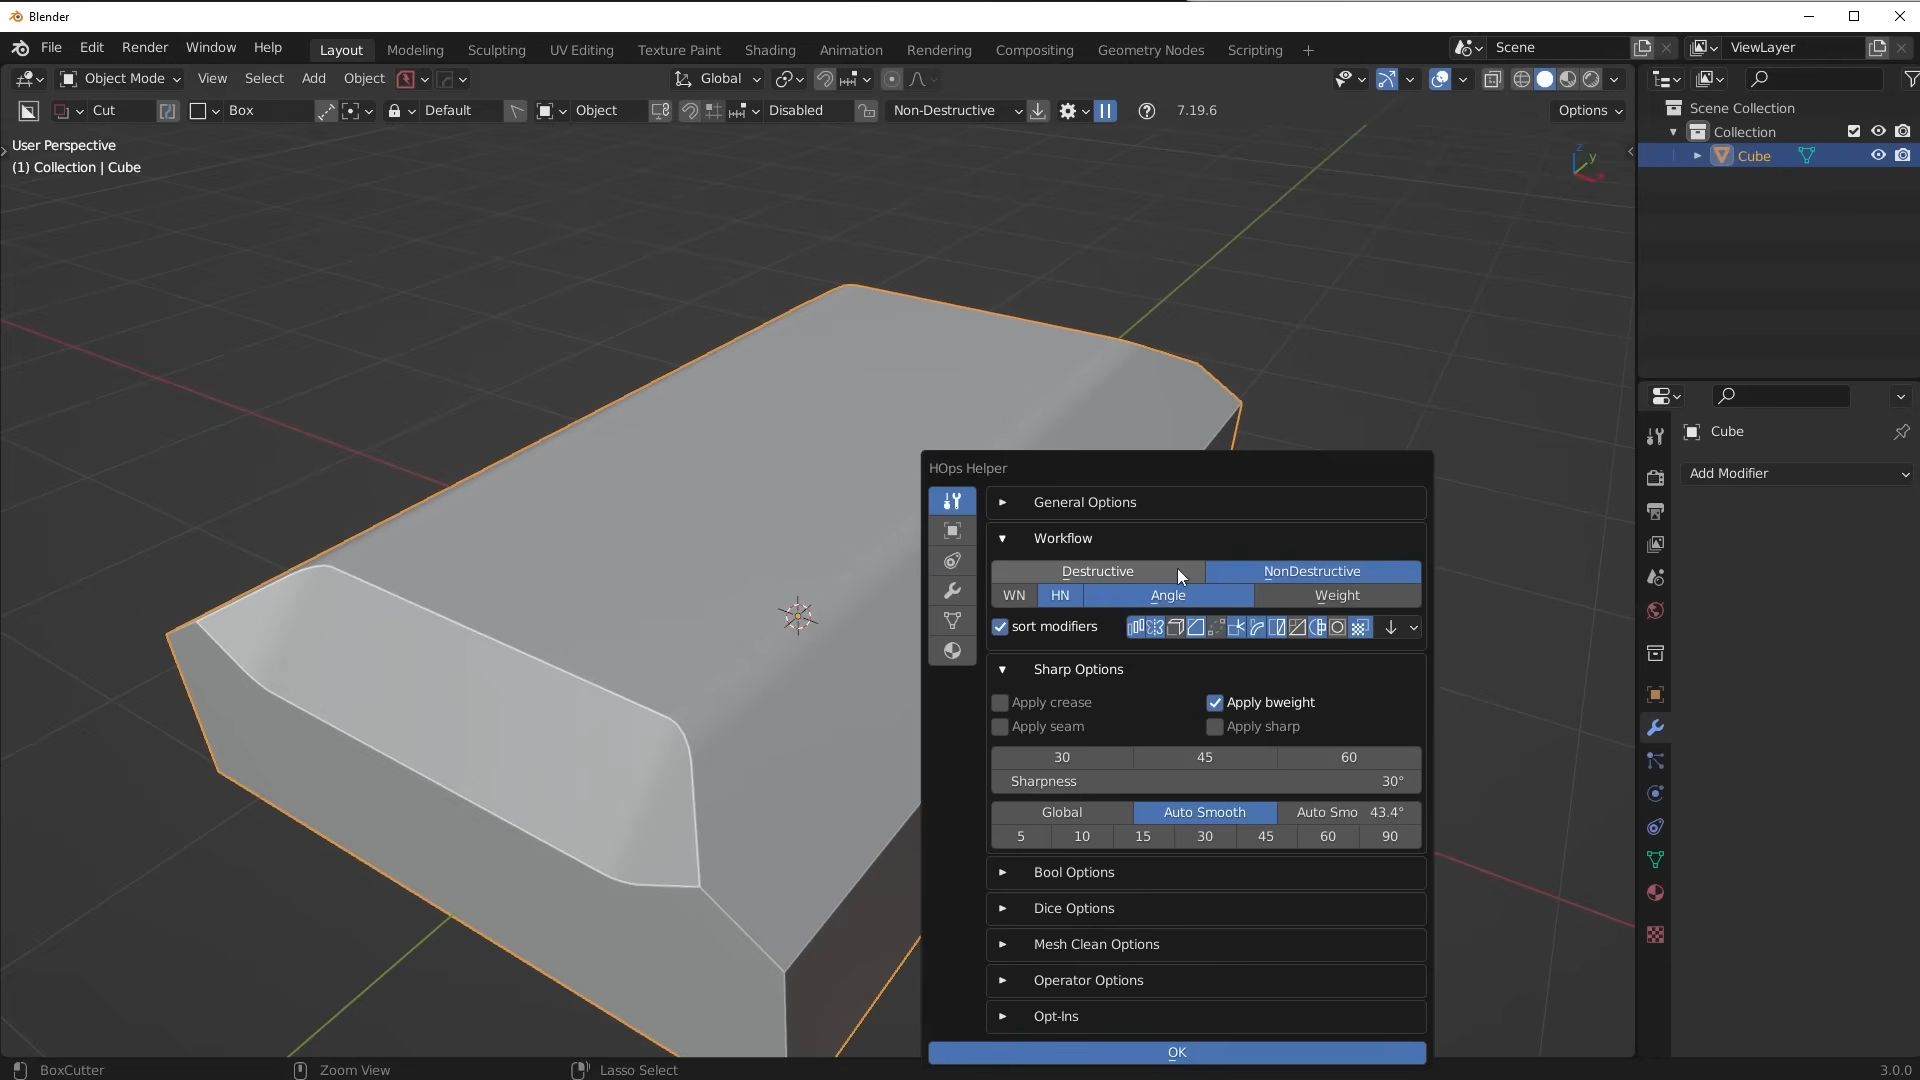 Blender
File Edit Render Window Help Layout Modeling Sculpting UV Editing Texture Paint Shading Animation Rendering Compositing Geometry Nodes Scripting + Scene ViewLayer
Object Mode View Select Add Object Global
Cut Box Default Object Disabled Non-Destructive 7.19.6 Options
User Perspective
(1) Collection | Cube
Z
Y
Scene Collection
Collection
Cube
Cube
Add Modifier
HOps Helper
General Options
Workflow
Destructive NonDestructive
WN HN Angle Weight
sort modifiers
Sharp Options
Apply crease Apply bweight
Apply seam Apply sharp
30 45 60
Sharpness 30°
Global Auto Smooth Auto Smo 43.4°
5 10 15 30 45 60 90
Bool Options
Dice Options
Mesh Clean Options
Operator Options
Opt-Ins
OK
BoxCutter Zoom View Lasso Select 3.0.0